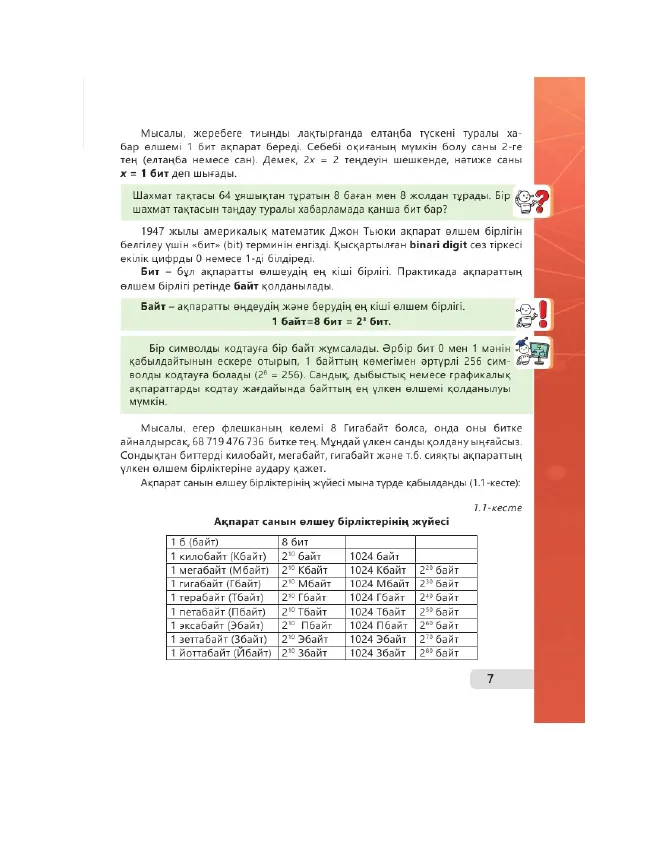 Мысалы, жеребеге тиынды лақтырғанда елтаңба түскені туралы ха-
бар өлшемі 1 бит ақпарат береді. Себебі оқиғаның мүмкін болу саны 2-ге
тең (елтаңба немесе сан). Демек, 2x = 2 теңдеуін шешкенде, нәтиже саны
x = 1 бит деп шығады.
Шахмат тақтасы 64 ұяшықтан тұратын 8 баған мен 8 жолдан тұрады. Бір
шахмат тақтасын таңдау туралы хабарламада қанша бит бар?
1947 жылы америкалық математик Джон Тьюки ақпарат өлшем бірлігін
белгілеу үшін «бит» (bit) терминін енгізді. Қысқартылған binari digit сөз тіркесі
екілік цифрды 0 немесе 1-ді білдіреді.
Бит – бұл ақпаратты өлшеудің ең кіші бірлігі. Практикада ақпараттың
өлшем бірлігі ретінде байт қолданылады.
Байт – ақпаратты өңдеудің және берудің ең кіші өлшем бірлігі.
1 байт=8 бит = 2³ бит.
Бір символды кодтауға бір байт жұмсалады. Әрбір бит 0 мен 1 мәнін
қабылдайтынын ескере отырып, 1 байттың көмегімен әртүрлі 256 сим-
волды кодтауға болады (2⁸ = 256). Сандық, дыбыстық немесе графикалық
ақпараттарды кодтау жағдайында байттың ең үлкен өлшемі қолданылуы
мүмкін.
Мысалы, егер флешканың көлемі 8 Гигабайт болса, онда оны битке
айналдырсақ, 68 719 476 736 битке тең. Мұндай үлкен санды қолдану ыңғайсыз.
Сондықтан биттерді килобайт, мегабайт, гигабайт және т.б. сияқты ақпараттың
үлкен өлшем бірліктеріне аудару қажет.
Ақпарат санын өлшеу бірліктерінің жүйесі мына түрде қабылданды (1.1-кесте):
1.1-кесте
Ақпарат санын өлшеу бірліктерінің жүйесі
1 б (байт) 8 бит
1 килобайт (Кбайт) 2¹⁰ байт 1024 байт
1 мегабайт (Мбайт) 2¹⁰ Кбайт 1024 Кбайт 2²⁰ байт
1 гигабайт (Гбайт) 2¹⁰ Мбайт 1024 Мбайт 2³⁰ байт
1 терабайт (Тбайт) 2¹⁰ Гбайт 1024 Гбайт 2⁴⁰ байт
1 петабайт (Пбайт) 2¹⁰ Тбайт 1024 Тбайт 2⁵⁰ байт
1 эксабайт (Эбайт) 2¹⁰ Пбайт 1024 Пбайт 2⁶⁰ байт
1 зеттабайт (Збайт) 2¹⁰ Эбайт 1024 Эбайт 2⁷⁰ байт
1 йоттабайт (Йбайт) 2¹⁰ Збайт 1024 Збайт 2⁸⁰ байт
7